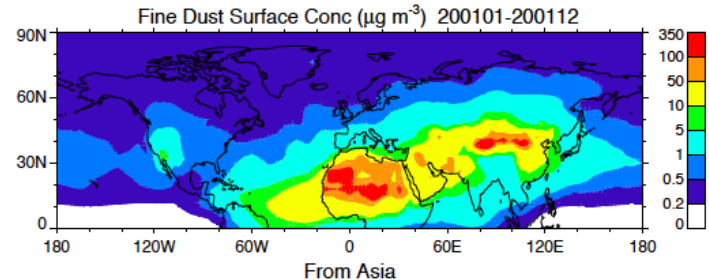 Fine Dust Surface Conc (µg m-3) 200101-200112
90N
60N
30N
0
180 120W 60W 0 60E 120E 180
350
100
50
10
5
1
0.5
0.2
0
From Asia